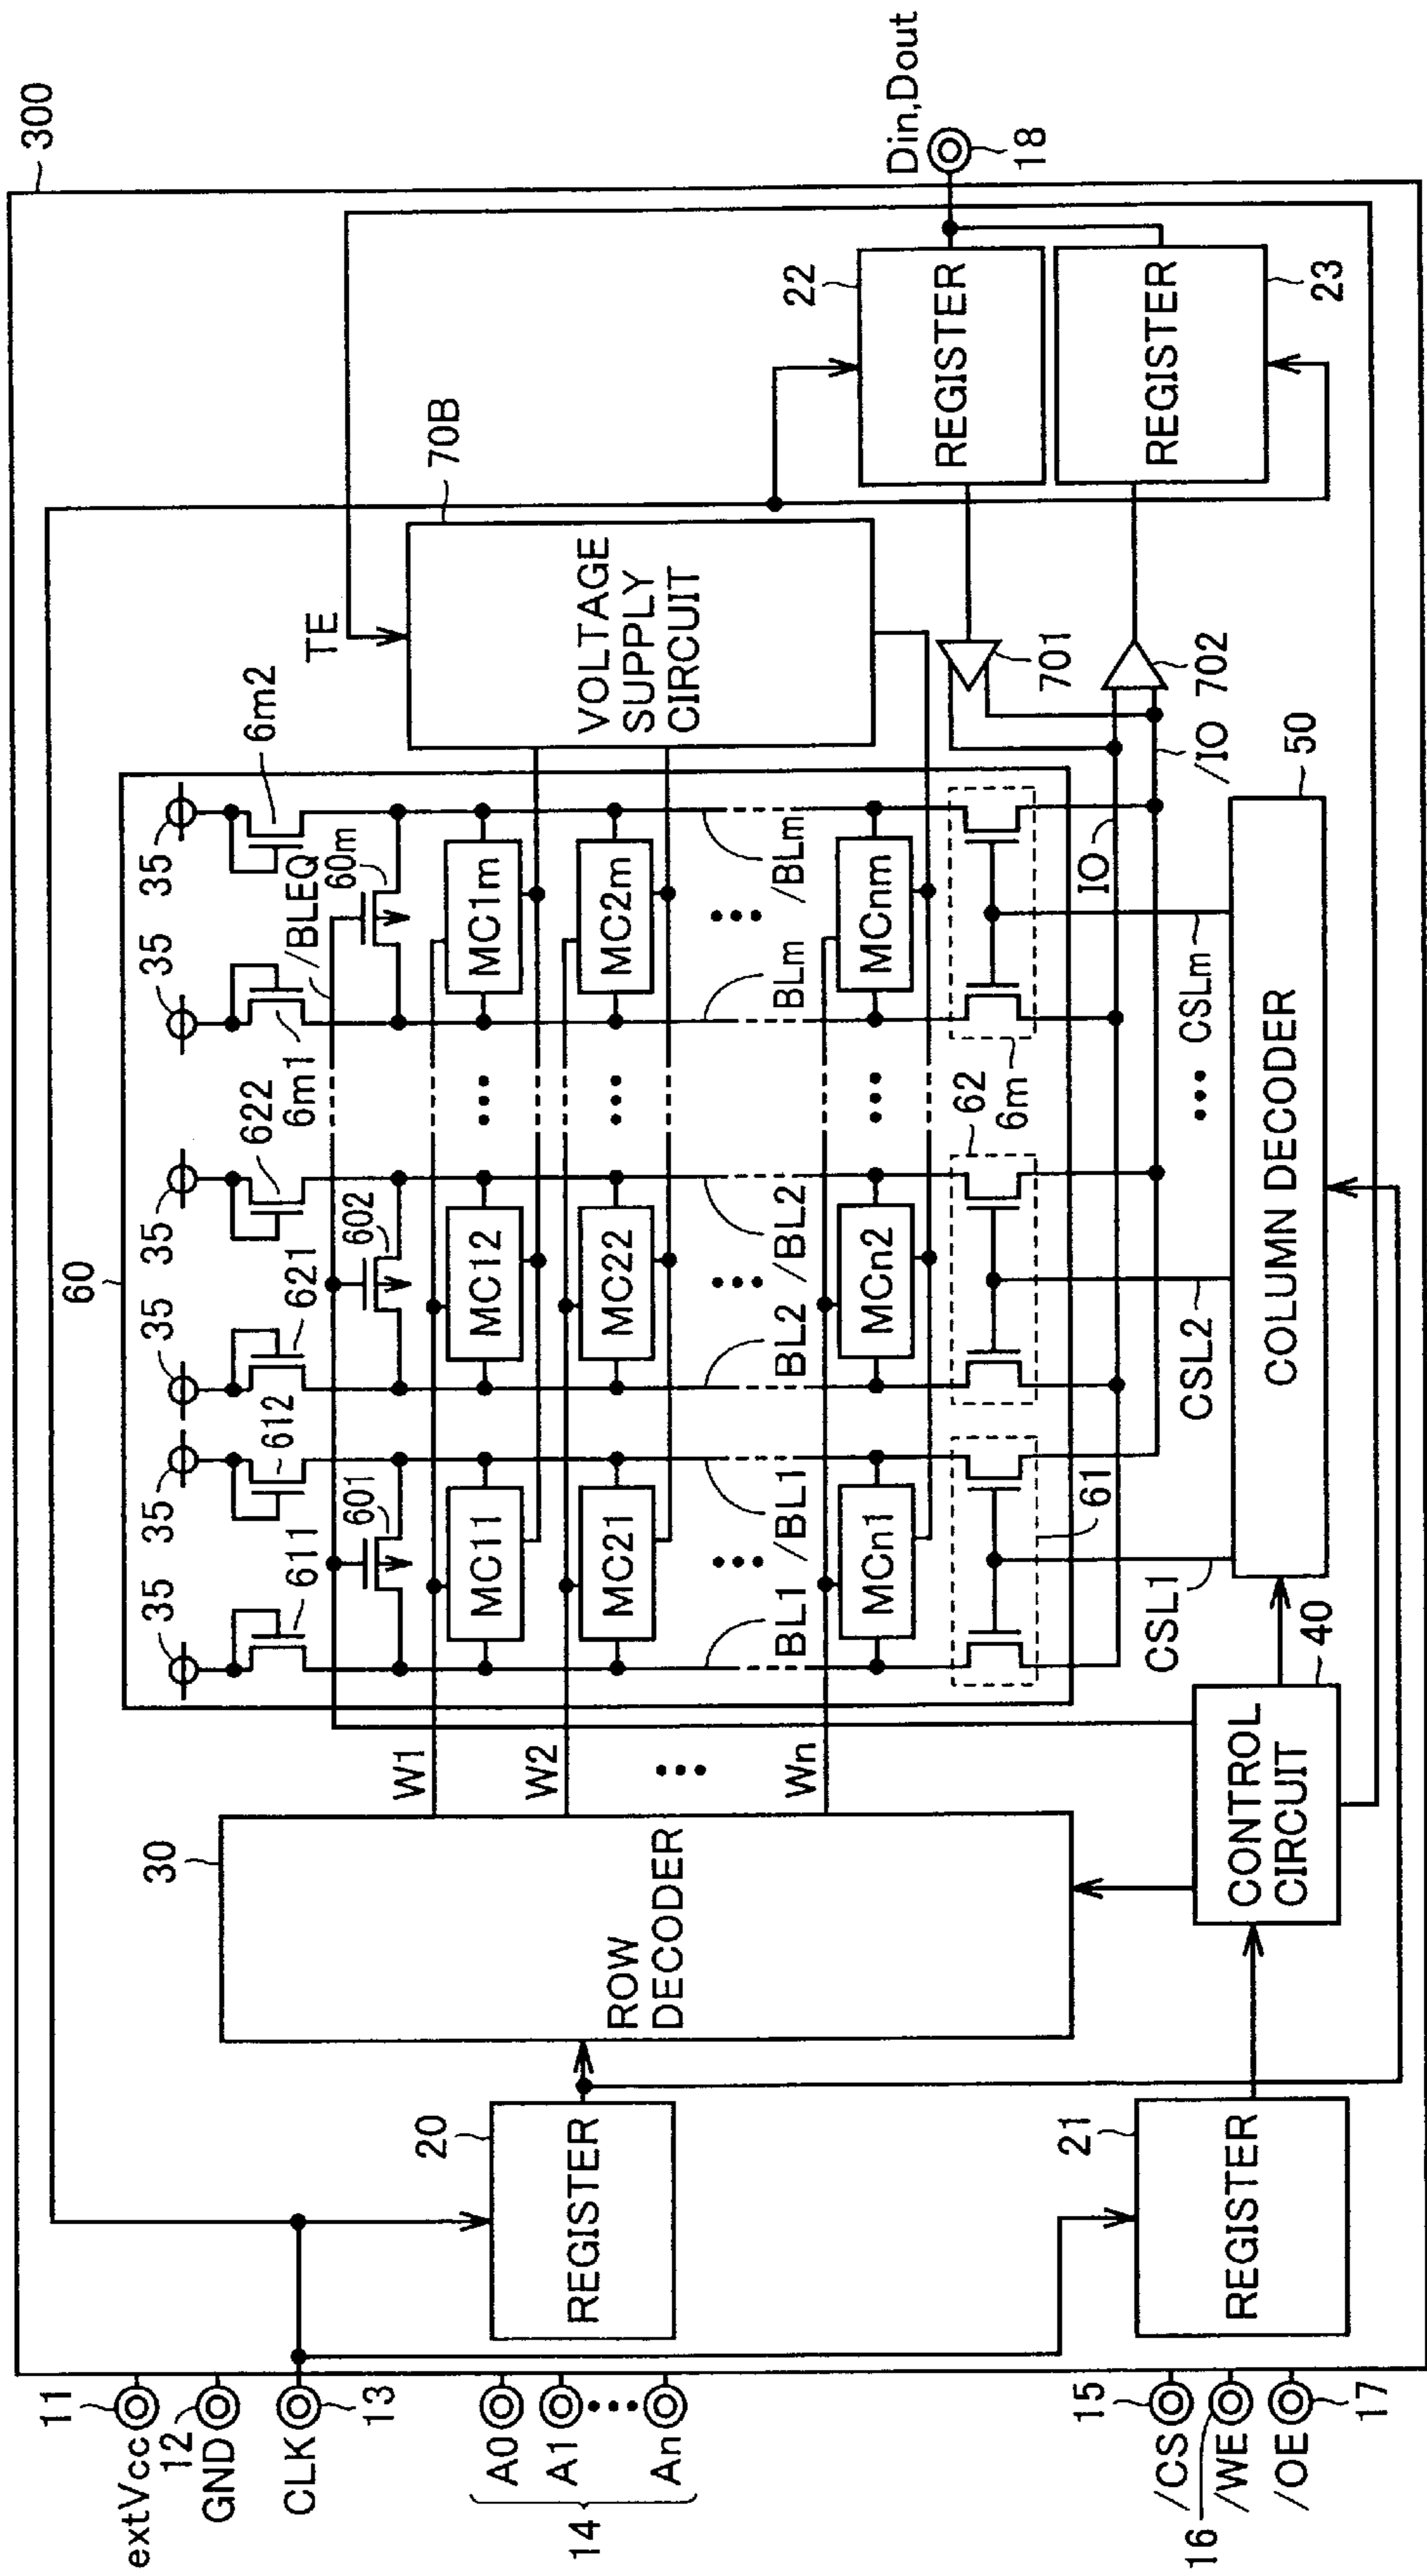 300
extVcc
11
12
GND
CLK
13
A0
A1
An
14
15
/CS
16
/WE
/OE
17
20
REGISTER
21
REGISTER
30
ROW
DECODER
40
CONTROL
CIRCUIT
W1
W2
Wn
60
35
35
35
35
35
35
611
612
621
622
6m1
6m2
/BLEQ
601
602
60m
MC11
MC12
MC1m
MC21
MC22
MC2m
BL1
/BL1
BL2
/BL2
BLm
/BLm
MCn1
MCn2
MCnm
61
62
6m
CSL1
CSL2
CSLm
IO
/IO
COLUMN DECODER
50
TE
70B
VOLTAGE
SUPPLY
CIRCUIT
701
702
22
REGISTER
REGISTER
23
Din,Dout
18